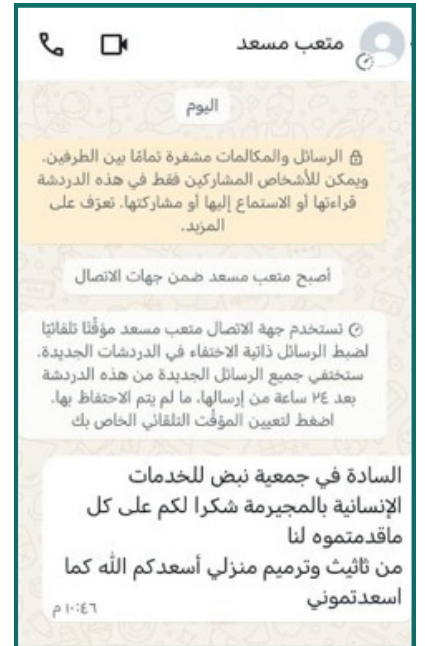 متعب مسعد
اليوم
الرسائل والمكالمات مشفرة تمامًا بين الطرفين.
ويمكن للأشخاص المشاركين فقط في هذه الدردشة
قراءتها أو الاستماع إليها أو مشاركتها. تعرّف على
المزيد.
أصبح متعب مسعد ضمن جهات الاتصال
تستخدم جهة الاتصال متعب مسعد مؤقّتًا تلقائيًا
لضبط الرسائل ذاتية الاختفاء في الدردشات الجديدة.
ستختفي جميع الرسائل الجديدة من هذه الدردشة
بعد ٢٤ ساعة من إرسالها، ما لم يتم الاحتفاظ بها.
اضغط لتعيين المؤقّت التلقائي الخاص بك
السادة في جمعية نبض للخدمات
الإنسانية بالمجيرمة شكرا لكم على كل
ماقدمتموه لنا
من تاثيث وترميم منزلي أسعدكم الله كما
اسعدتموني
١٠:٤٦ م